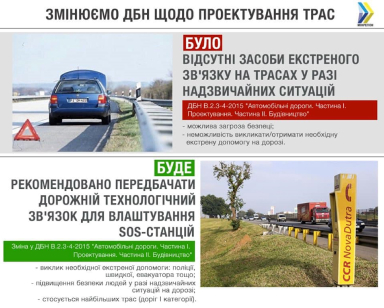 ЗМІНЮЄМО ДБН ЩОДО ПРОЕКТУВАННЯ ТРАС
БУЛО
ВІДСУТНІ ЗАСОБИ ЕКСТРЕНОГО
ЗВ'ЯЗКУ НА ТРАСАХ У РАЗІ
НАДЗВИЧАЙНИХ СИТУАЦІЙ
ДБН В.2.3-4-2015 "Автомобільні дороги. Частина І.
Проектування. Частина ІІ. Будівництво"
- можлива загроза безпеці;
- неможливість викликати/отримати необхідну
екстрену допомогу на дорозі.
БУДЕ
РЕКОМЕНДОВАНО ПЕРЕДБАЧАТИ
ДОРОЖНІЙ ТЕХНОЛОГІЧНИЙ
ЗВ'ЯЗОК ДЛЯ ВЛАШТУВАННЯ
SOS-СТАНЦІЙ
Зміна у ДБН В.2.3-4-2015 "Автомобільні дороги. Частина І.
Проектування. Частина ІІ. Будівництво"
- виклик необхідної екстреної допомоги: поліції,
швидкої, евакуатора тощо;
- підвищення безпеки людей у разі надзвичайних
ситуацій на дорозі;
- стосується найбільших трас (доріг І категорії).
CCR NovaDutra